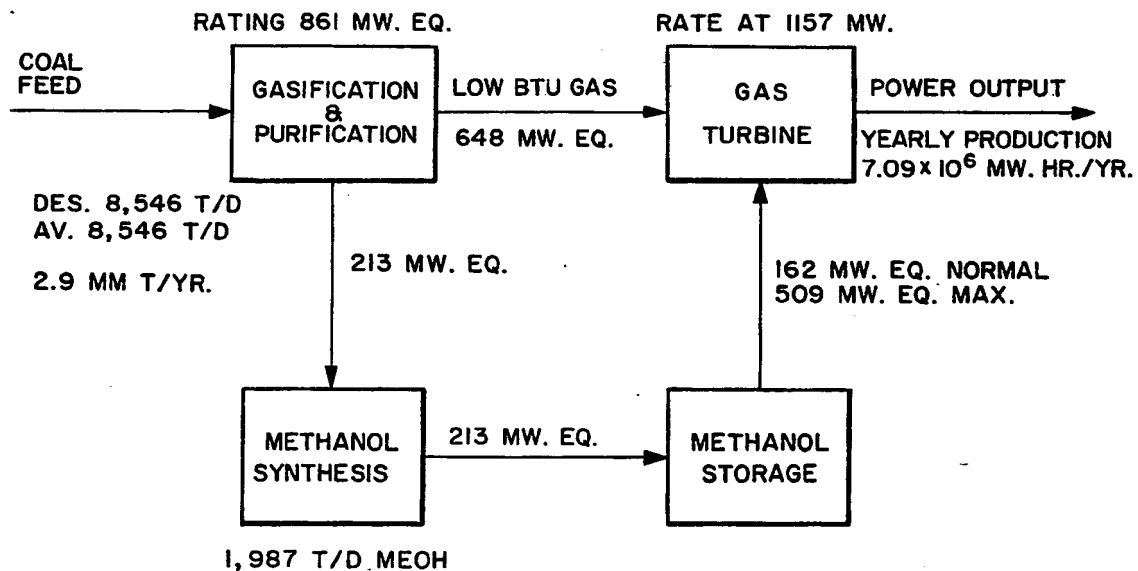 RATING 861 MW. EQ.
RATE AT 1157 MW.
COAL
FEED
GASIFICATION
&
PURIFICATION
LOW BTU GAS
648 MW. EQ.
GAS
TURBINE
POWER OUTPUT
YEARLY PRODUCTION
7.09 x 10⁶ MW. HR./YR.
DES. 8,546 T/D
AV. 8,546 T/D
2.9 MM T/YR.
213 MW. EQ.
162 MW. EQ. NORMAL
509 MW. EQ. MAX.
METHANOL
SYNTHESIS
213 MW. EQ.
METHANOL
STORAGE
1,987 T/D MEOH